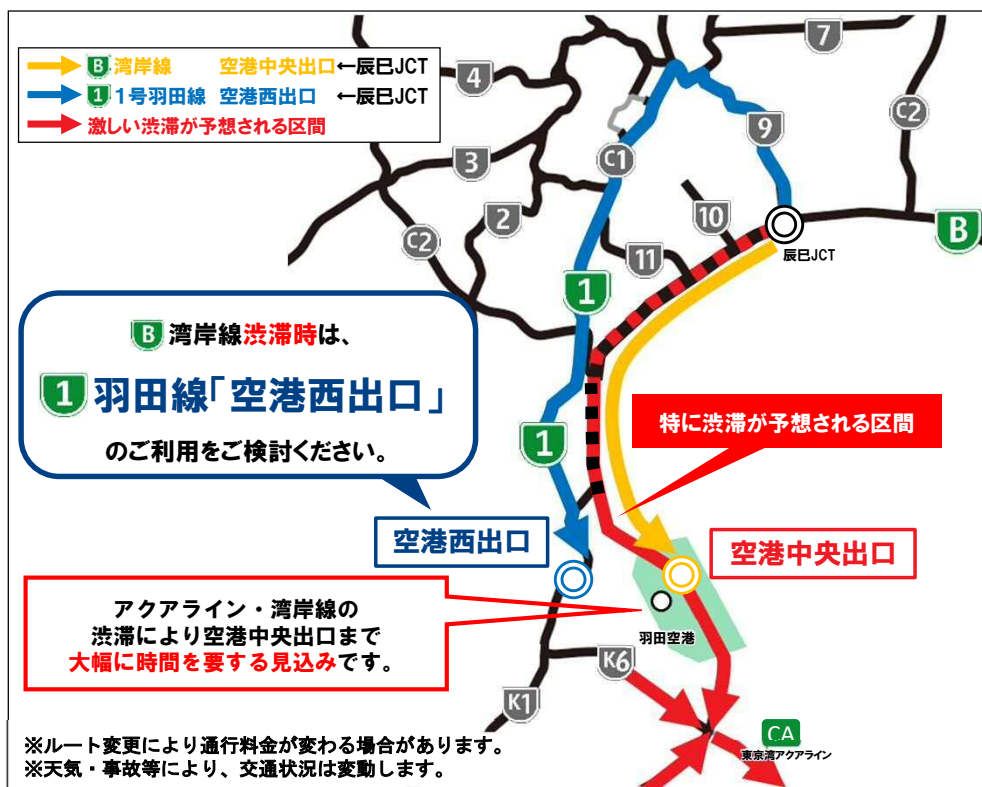 B 湾岸線 空港中央出口←辰巳JCT
1 1号羽田線 空港西出口 ←辰巳JCT
激しい渋滞が予想される区間
7
4
9
C2
C1
3
2
10
C2
11
B
辰巳JCT
1
B 湾岸線渋滞時は、
1 羽田線「空港西出口」
のご利用をご検討ください。
特に渋滞が予想される区間
1
空港西出口
空港中央出口
アクアライン・湾岸線の
渋滞により空港中央出口まで
大幅に時間を要する見込みです。
羽田空港
K6
K1
CA
東京湾アクアライン
※ルート変更により通行料金が変わる場合があります。
※天気・事故等により、交通状況は変動します。